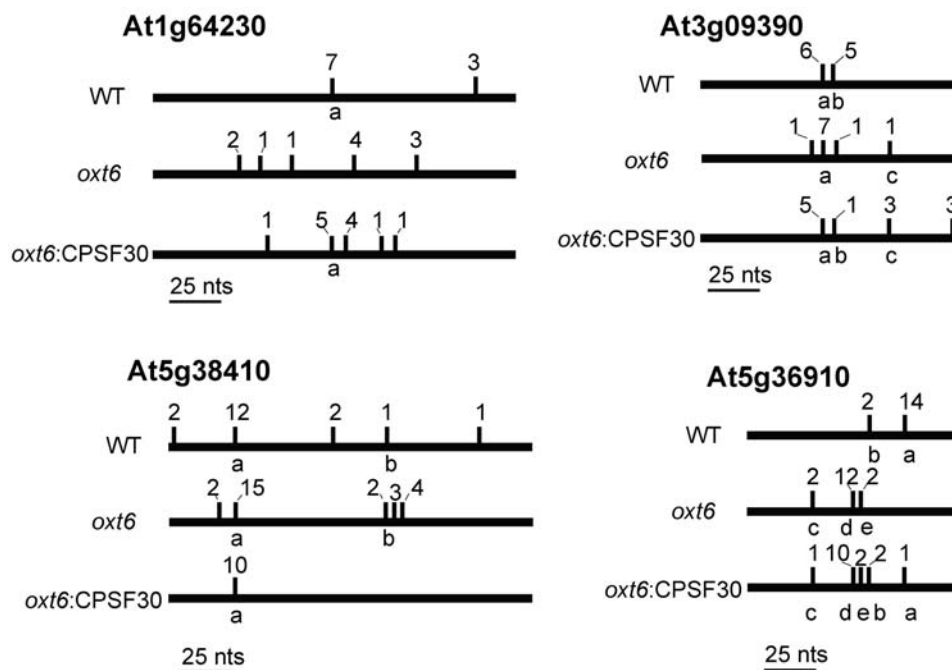 At1g64230
7 3
WT
a
2 1 1 4 3
oxt6
1 5 4 1 1
oxt6:CPSF30
a
25 nts
At3g09390
6 5
WT
ab
1 7 1 1
oxt6
a c
5 1 3 3
oxt6:CPSF30
ab c
25 nts
At5g38410
2 12 2 1 1
WT
a b
2 15 2 3 4
oxt6
a b
10
oxt6:CPSF30
a
25 nts
At5g36910
2 14
WT
b a
2 12 2
oxt6
c d e
1 10 2 2 1
oxt6:CPSF30
c d e b a
25 nts